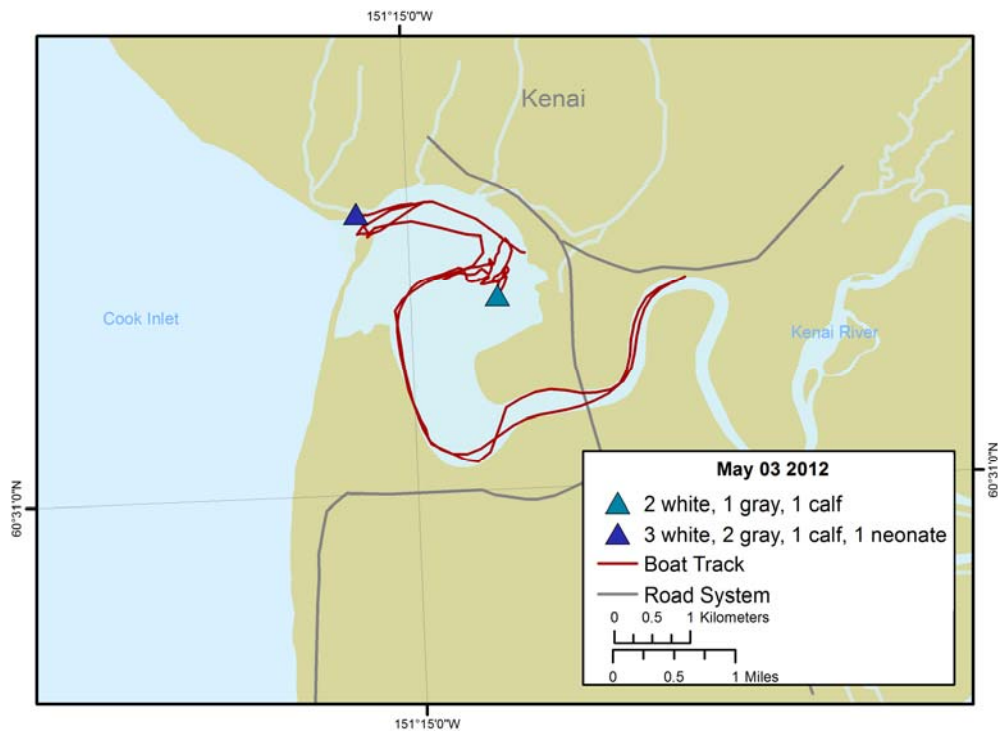 151°15'0"W
Kenai
Cook Inlet
Kenai River
60°31'0"N
60°31'0"N
May 03 2012
2 white, 1 gray, 1 calf
3 white, 2 gray, 1 calf, 1 neonate
Boat Track
Road System
0 0.5 1 Kilometers
0 0.5 1 Miles
151°15'0"W